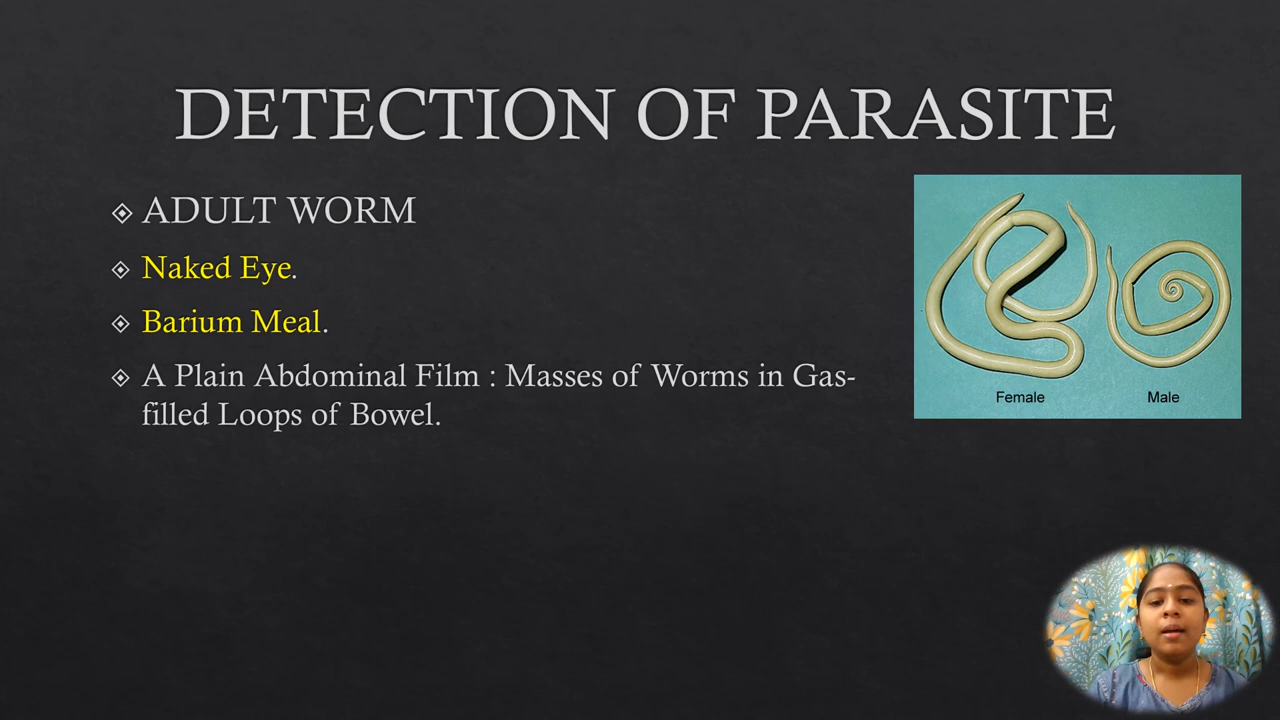 DETECTION OF PARASITE
ADULT WORM
Naked Eye.
Barium Meal.
A Plain Abdominal Film : Masses of Worms in Gas-
filled Loops of Bowel.
Female Male